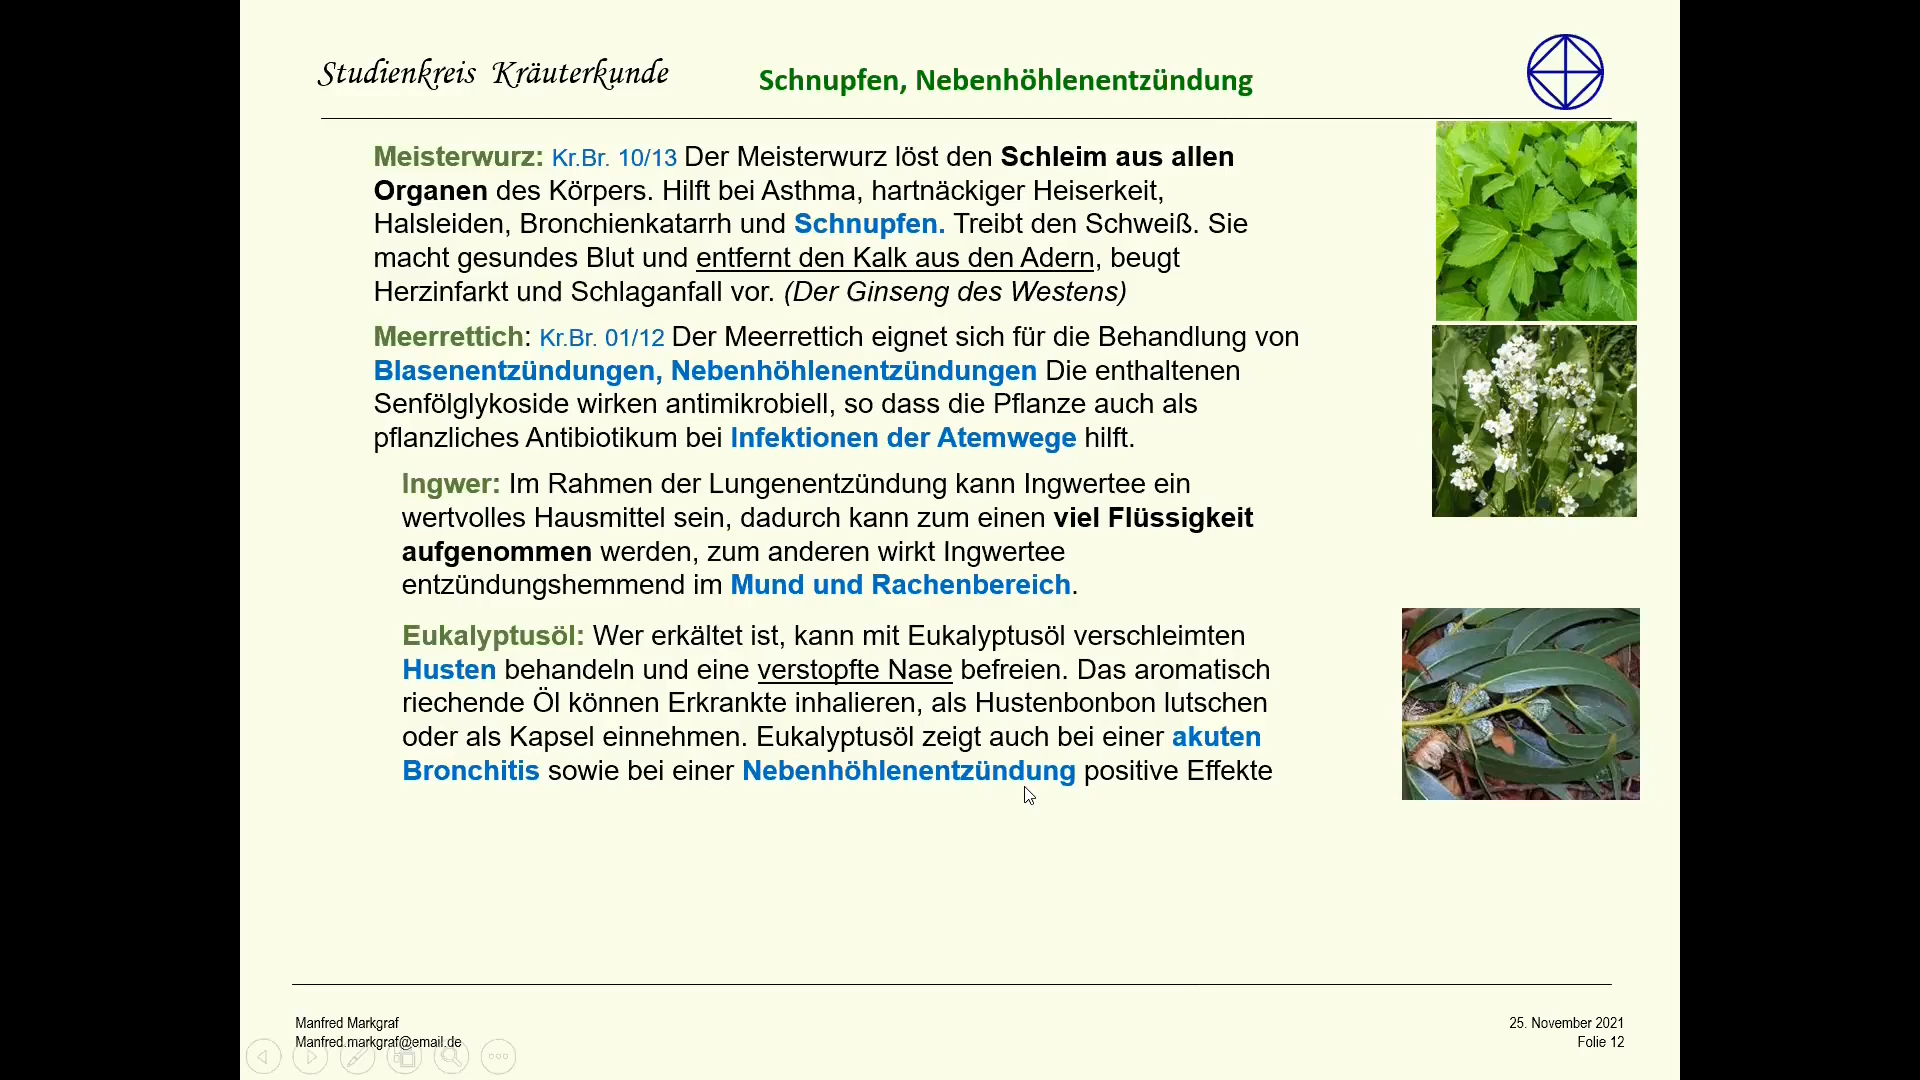 Studienkreis Kräuterkunde
Schnupfen, Nebenhöhlenentzündung
Meisterwurz: Kr.Br. 10/13 Der Meisterwurz löst den Schleim aus allen
Organen des Körpers. Hilft bei Asthma, hartnäckiger Heiserkeit,
Halsleiden, Bronchienkatarrh und Schnupfen. Treibt den Schweiß. Sie
macht gesundes Blut und entfernt den Kalk aus den Adern, beugt
Herzinfarkt und Schlaganfall vor. (Der Ginseng des Westens)
Meerrettich: Kr.Br. 01/12 Der Meerrettich eignet sich für die Behandlung von
Blasenentzündungen, Nebenhöhlenentzündungen Die enthaltenen
Senfölglykoside wirken antimikrobiell, so dass die Pflanze auch als
pflanzliches Antibiotikum bei Infektionen der Atemwege hilft.
Ingwer: Im Rahmen der Lungenentzündung kann Ingwertee ein
wertvolles Hausmittel sein, dadurch kann zum einen viel Flüssigkeit
aufgenommen werden, zum anderen wirkt Ingwertee
entzündungshemmend im Mund und Rachenbereich.
Eukalyptusöl: Wer erkältet ist, kann mit Eukalyptusöl verschleimten
Husten behandeln und eine verstopfte Nase befreien. Das aromatisch
riechende Öl können Erkrankte inhalieren, als Hustenbonbon lutschen
oder als Kapsel einnehmen. Eukalyptusöl zeigt auch bei einer akuten
Bronchitis sowie bei einer Nebenhöhlenentzündung positive Effekte
Manfred Markgraf
Manfred.markgraf@email.de
25. November 2021
Folie 12